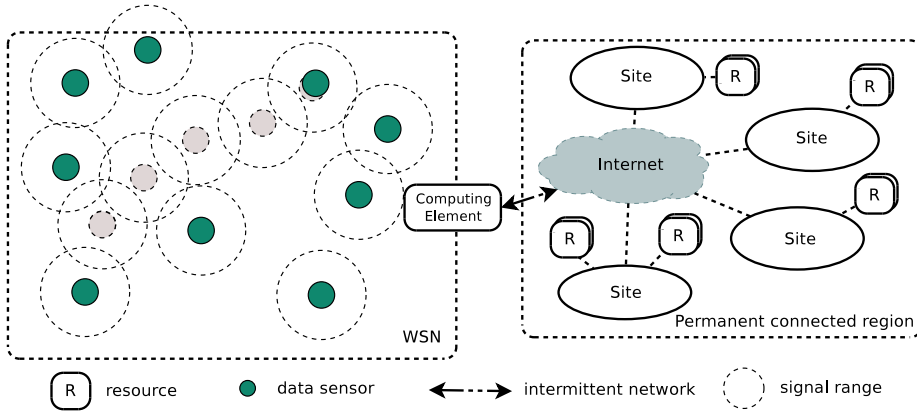 Site
R
R
Site
Internet
Computing
Element
R
R
R
Site
Site
Permanent connected region
WSN
R resource data sensor intermittent network signal range